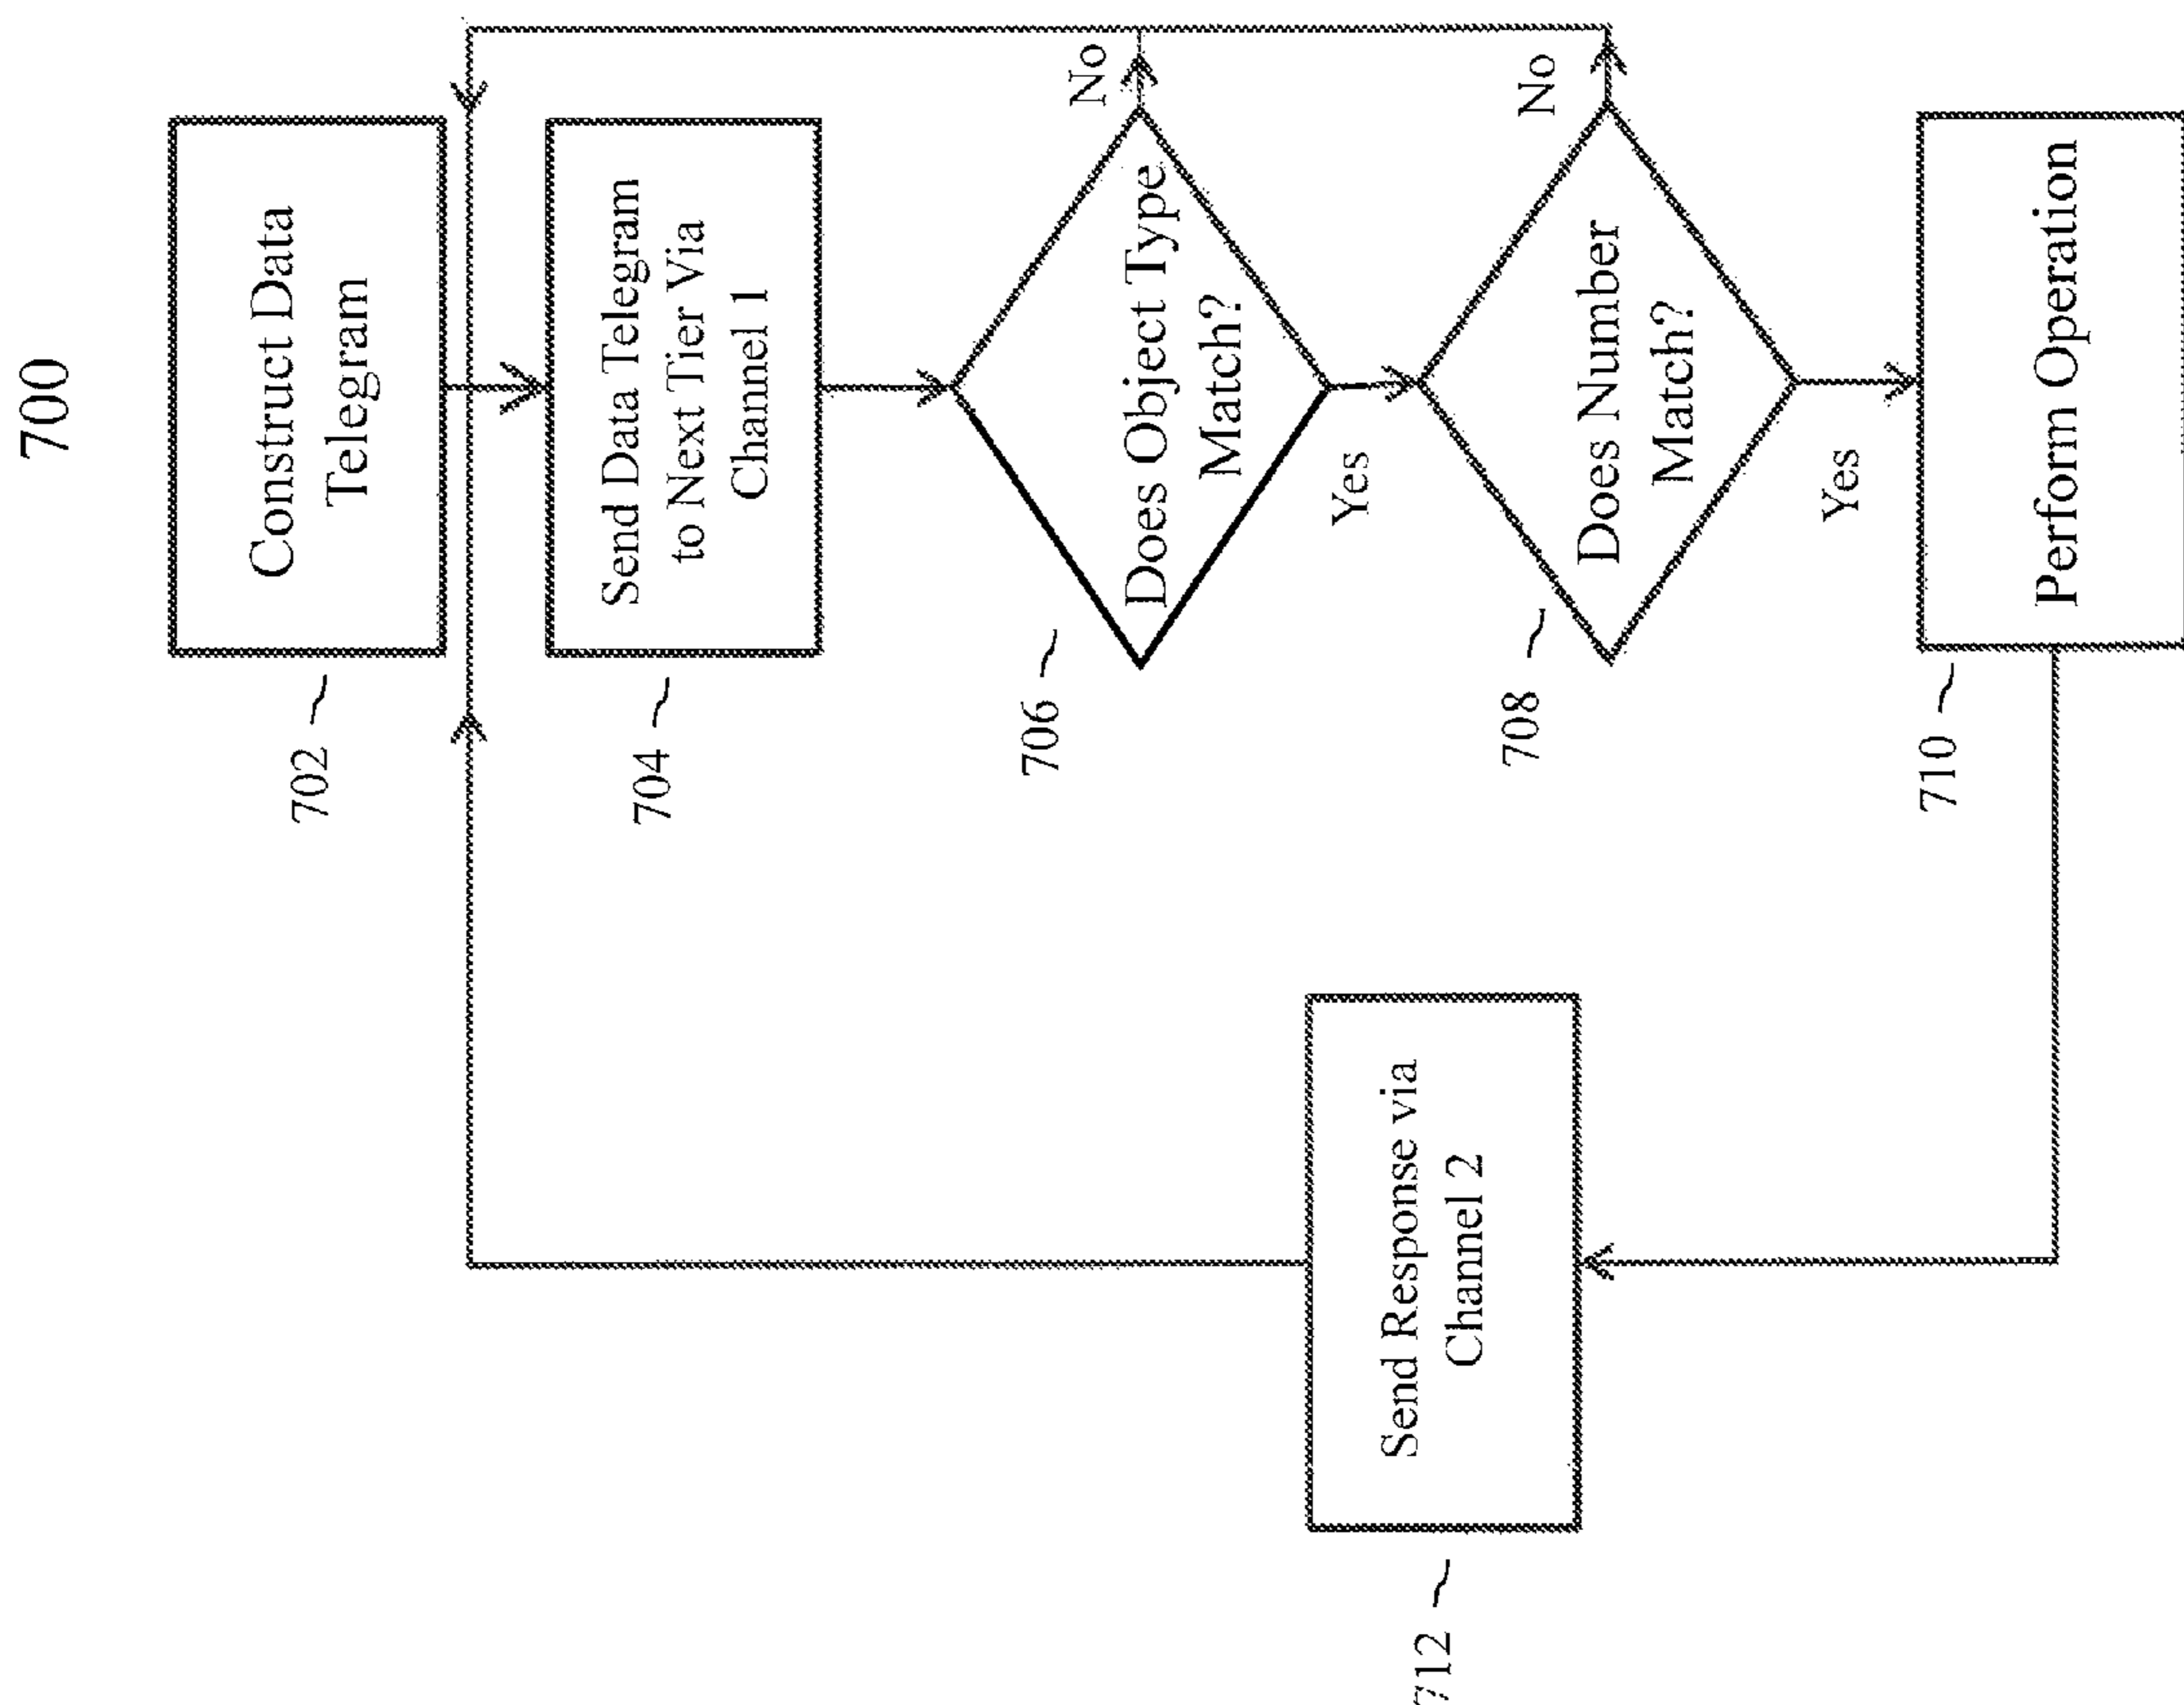 700
702
Construct Data
Telegram
704
Send Data Telegram
to Next Tier Via
Channel 1
706
Does Object Type
Match?
No
Yes
708
Does Number
Match?
No
Yes
710
Perform Operation
712
Send Response via
Channel 2